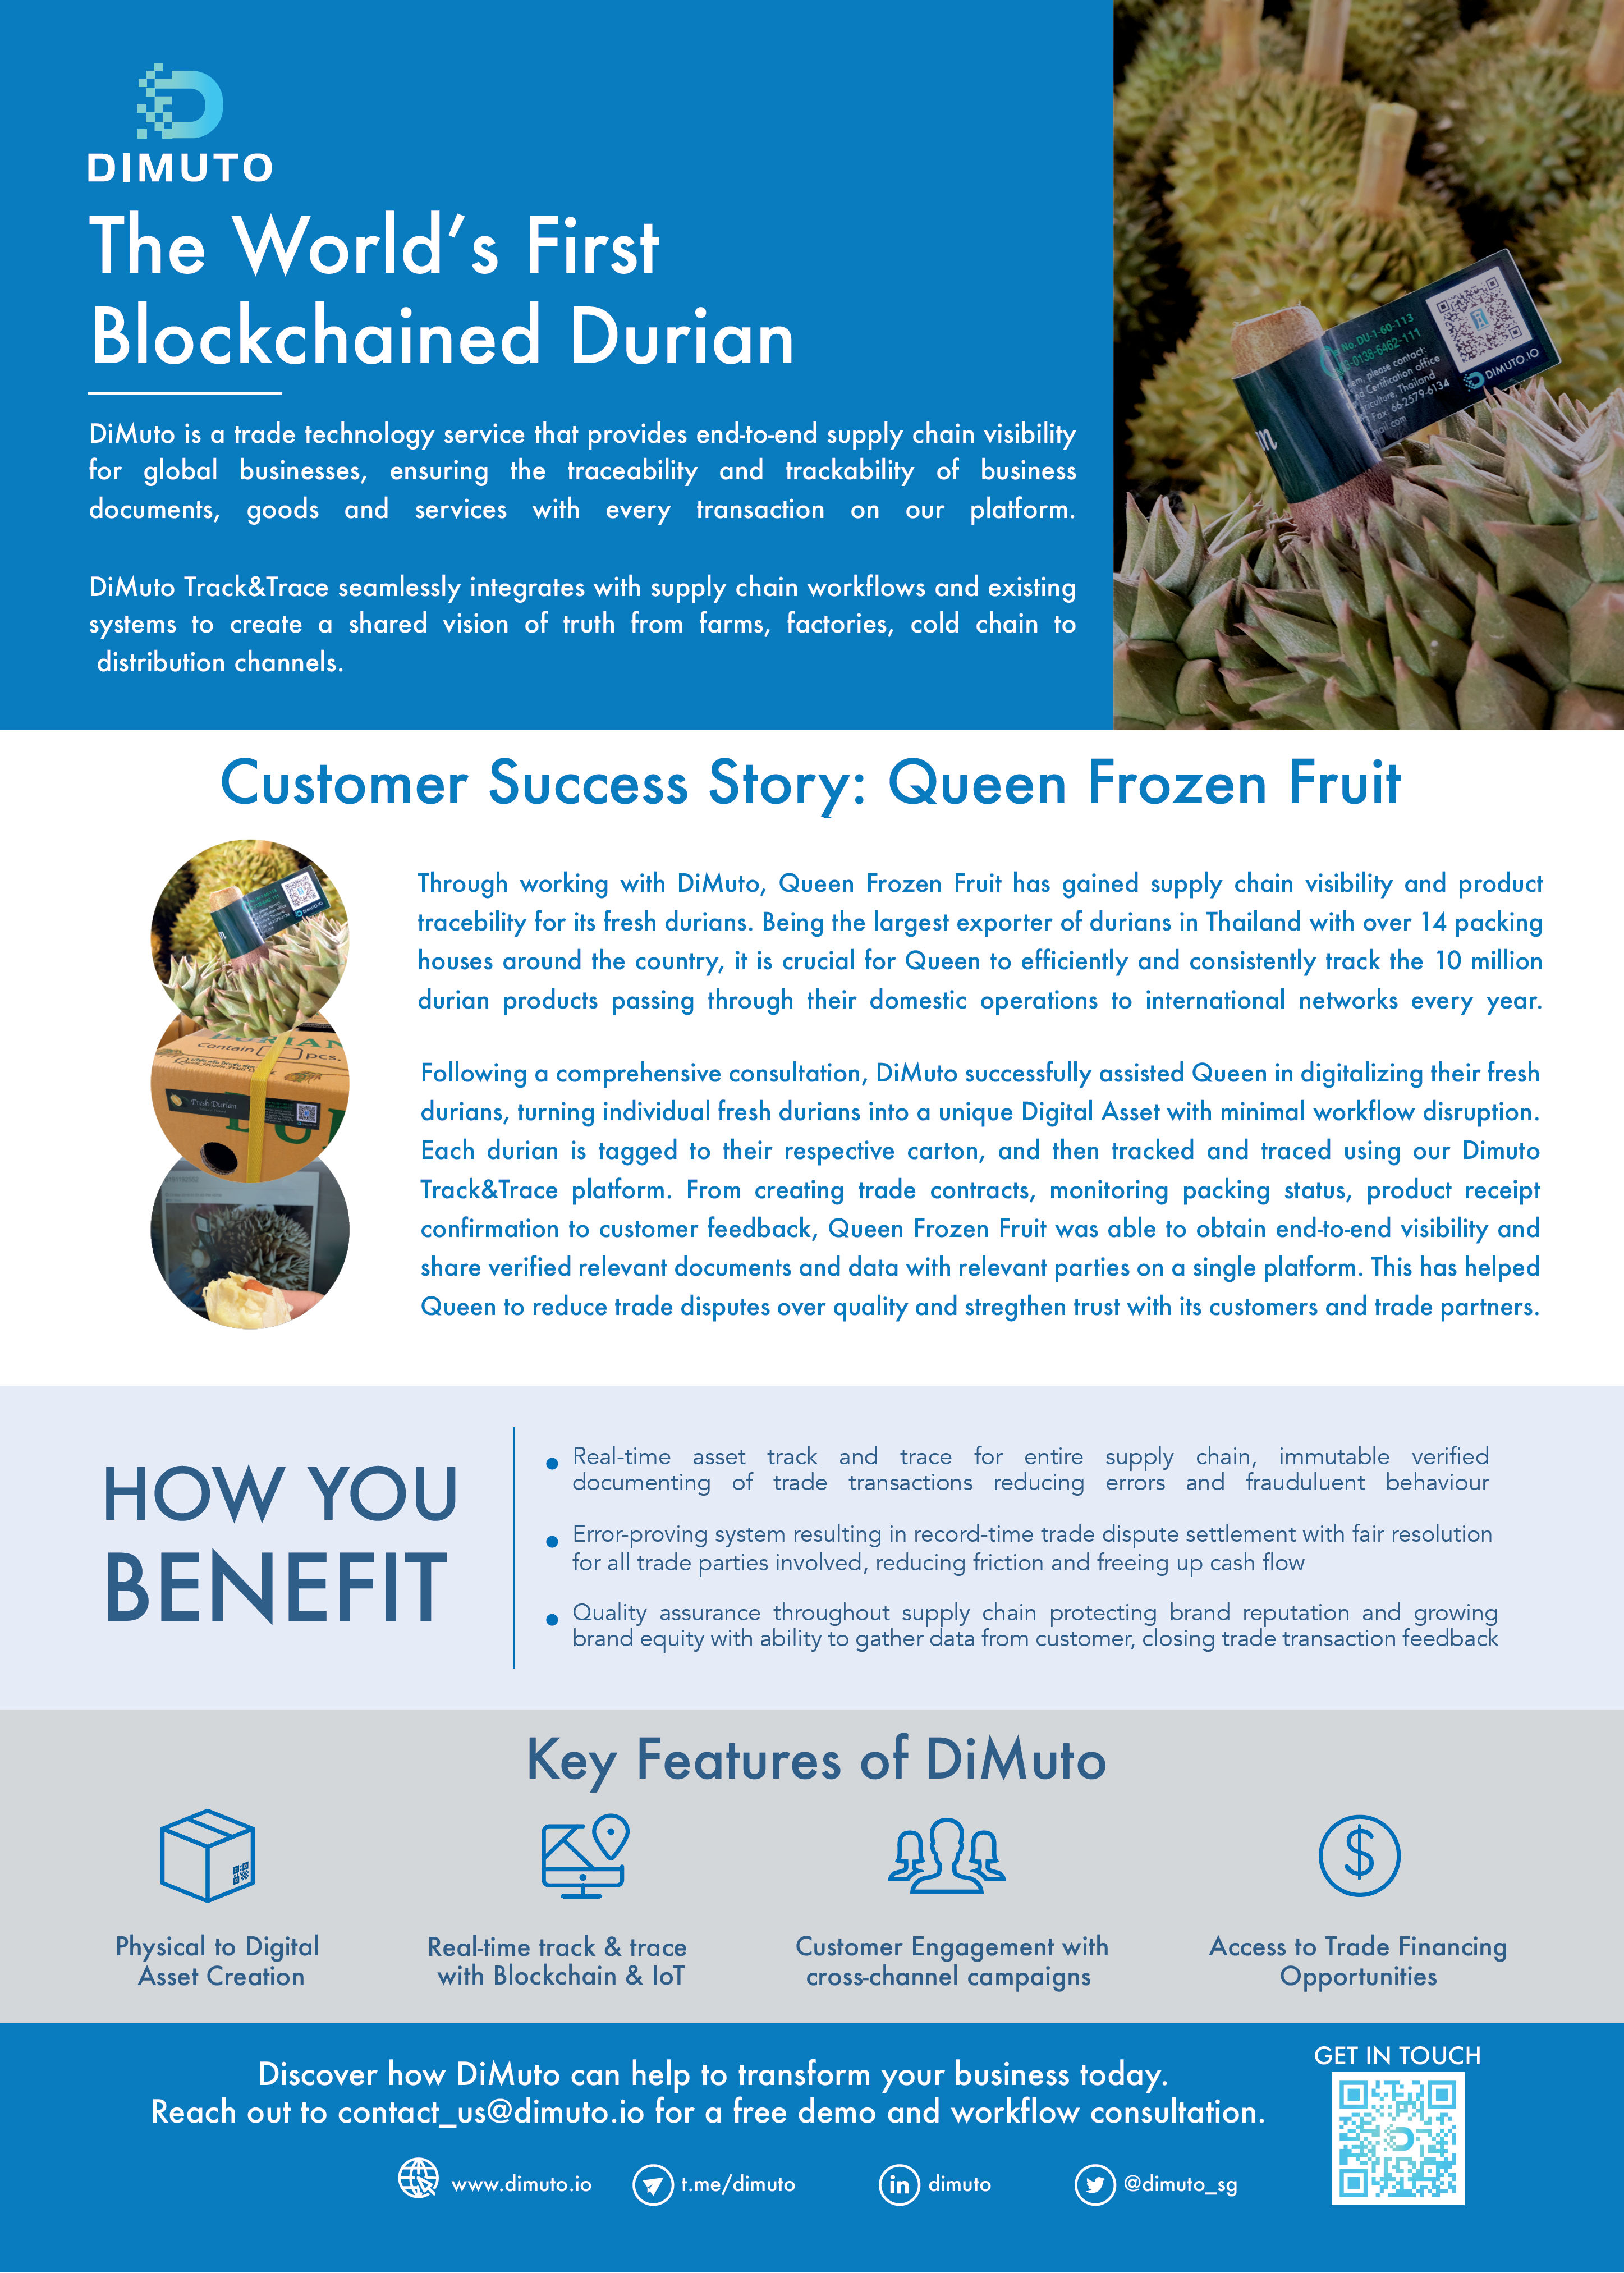 DIMUTO
The World's First
Blockchained Durian
No. DU-1-60-113
-0138-6462-111
please contact:
Certification office
Thailand
Fax: 66-2579-6134
DIMUTO.IO
DiMuto is a trade technology service that provides end-to-end supply chain visibility
for global businesses, ensuring the traceability and trackability of business
documents, goods and services with every transaction on our platform.
DiMuto Track&Trace seamlessly integrates with supply chain workflows and existing
systems to create a shared vision of truth from farms, factories, cold chain to
distribution channels.
Customer Success Story: Queen Frozen Fruit
Through working with DiMuto, Queen Frozen Fruit has gained supply chain visibility and product
tracebility for its fresh durians. Being the largest exporter of durians in Thailand with over 14 packing
houses around the country, it is crucial for Queen to efficiently and consistently track the 10 million
durian products passing through their domestic operations to international networks every year.
DURIAN
Contain pcs.
Fresh Durian
Following a comprehensive consultation, DiMuto successfully assisted Queen in digitalizing their fresh
durians, turning individual fresh durians into a unique Digital Asset with minimal workflow disruption.
Each durian is tagged to their respective carton, and then tracked and traced using our Dimuto
Track&Trace platform. From creating trade contracts, monitoring packing status, product receipt
confirmation to customer feedback, Queen Frozen Fruit was able to obtain end-to-end visibility and
share verified relevant documents and data with relevant parties on a single platform. This has helped
Queen to reduce trade disputes over quality and stregthen trust with its customers and trade partners.
HOW YOU
BENEFIT
Real-time asset track and trace for entire supply chain, immutable verified
documenting of trade transactions reducing errors and frauduluent behaviour
Error-proving system resulting in record-time trade dispute settlement with fair resolution
for all trade parties involved, reducing friction and freeing up cash flow
Quality assurance throughout supply chain protecting brand reputation and growing
brand equity with ability to gather data from customer, closing trade transaction feedback
Key Features of DiMuto
Physical to Digital
Asset Creation
Real-time track & trace
with Blockchain & IoT
Customer Engagement with
cross-channel campaigns
Access to Trade Financing
Opportunities
Discover how DiMuto can help to transform your business today.
Reach out to contact_us@dimuto.io for a free demo and workflow consultation.
GET IN TOUCH
www.dimuto.io
t.me/dimuto
in dimuto
@dimuto_sg